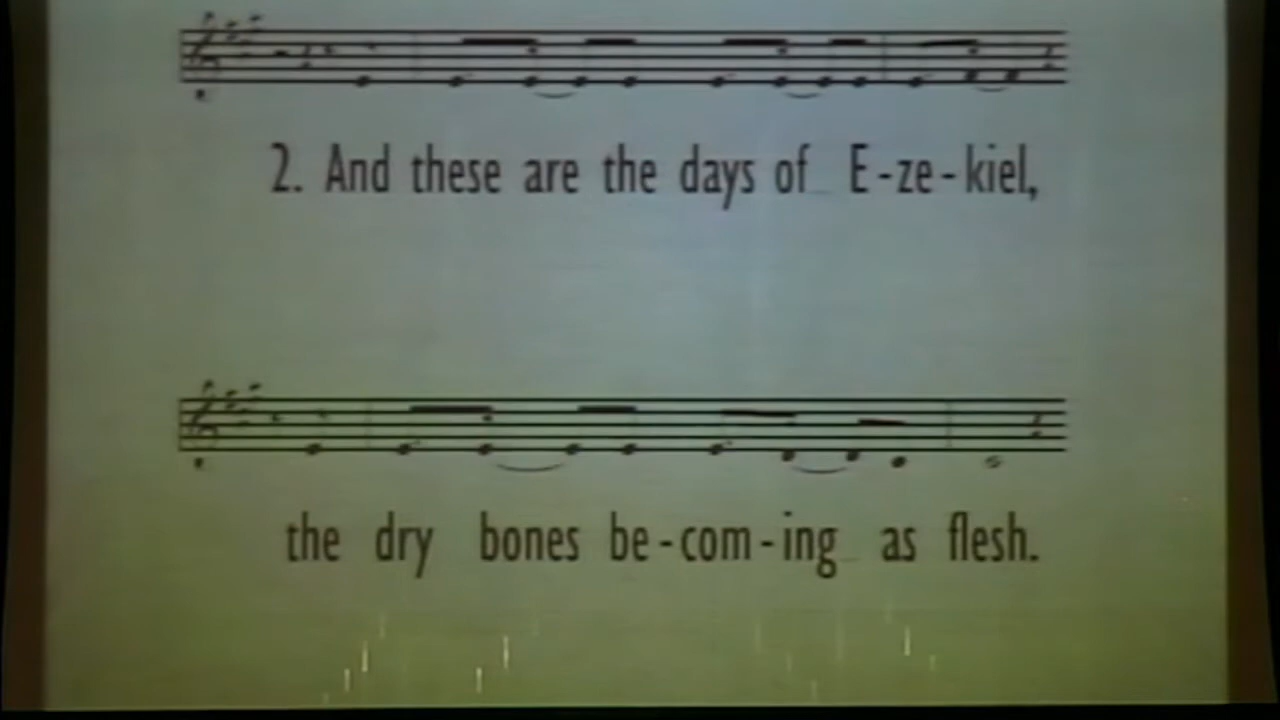 2. And these are the days of E-ze-kiel,
the dry bones be-com-ing as flesh.